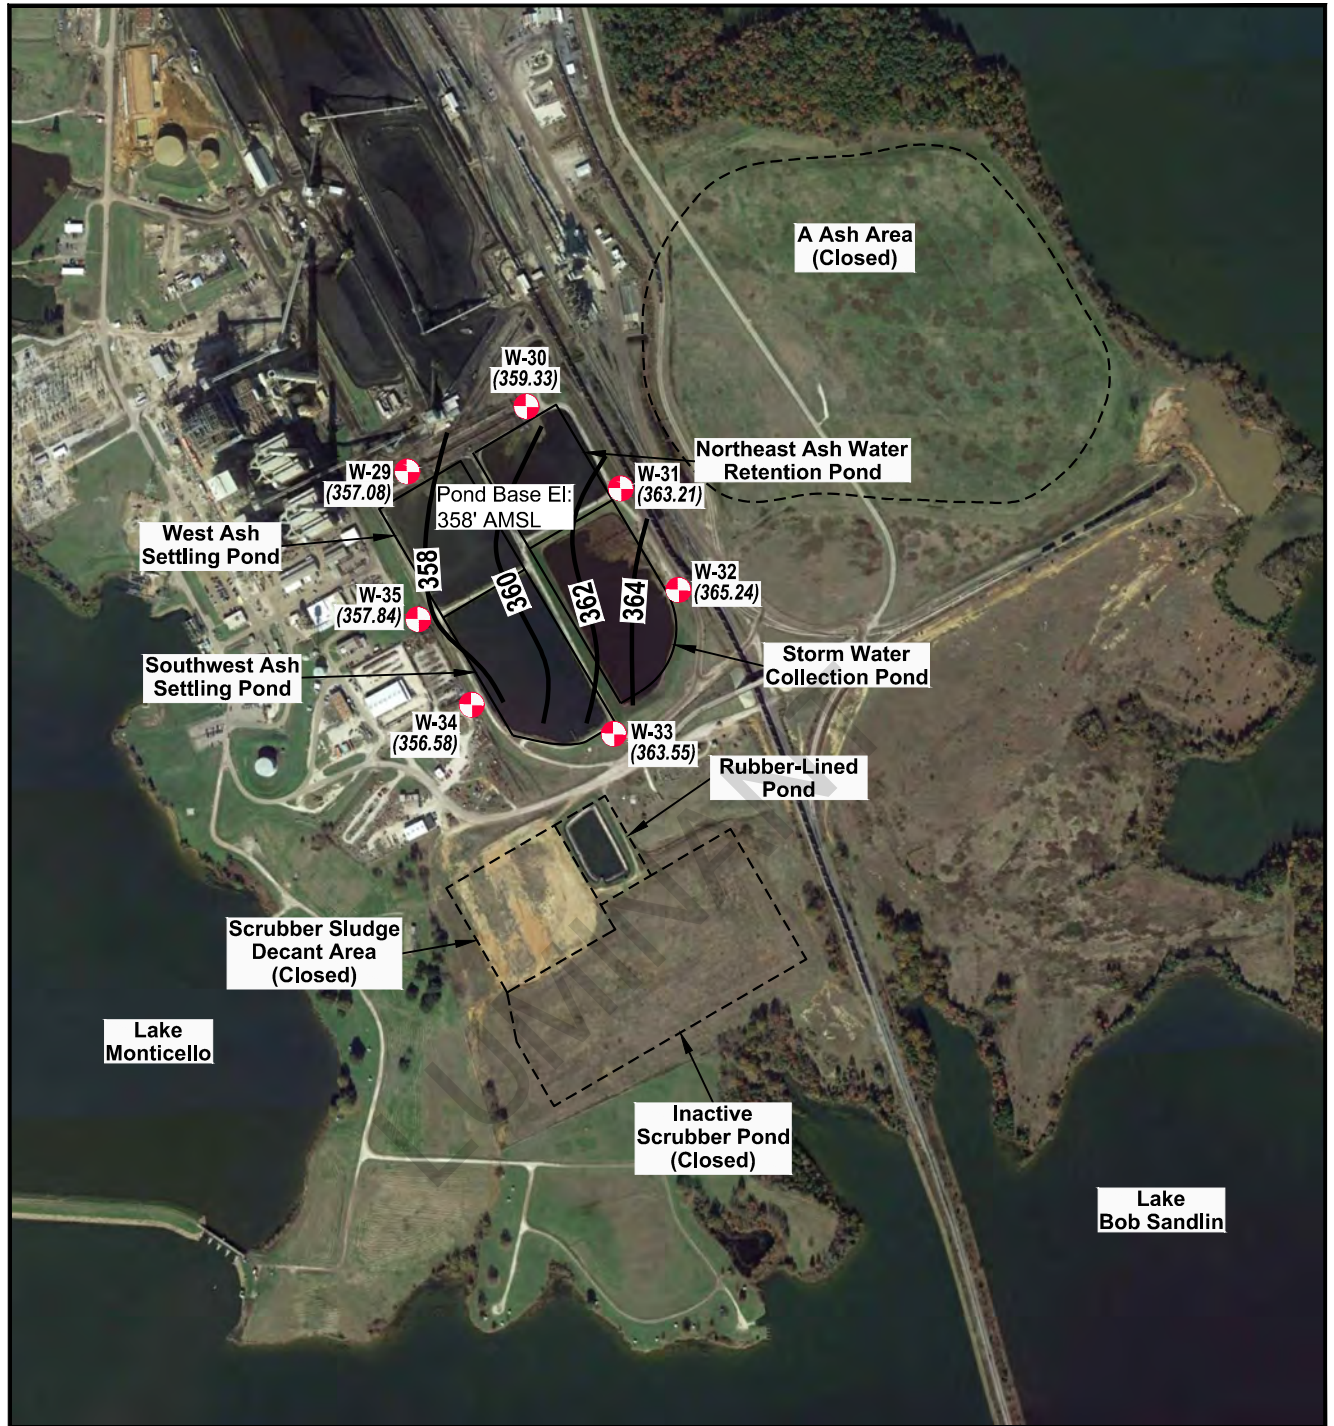 A Ash Area
(Closed)
W-30
(359.33)
Northeast Ash Water
Retention Pond
W-29
(357.08)
W-31
(363.21)
Pond Base El:
358' AMSL
West Ash
Settling Pond
358
360
362
364
W-32
(365.24)
W-35
(357.84)
Southwest Ash
Settling Pond
Storm Water
Collection Pond
W-34
(356.58)
W-33
(363.55)
Rubber-Lined
Pond
Scrubber Sludge
Decant Area
(Closed)
Lake
Monticello
Inactive
Scrubber Pond
(Closed)
Lake
Bob Sandlin